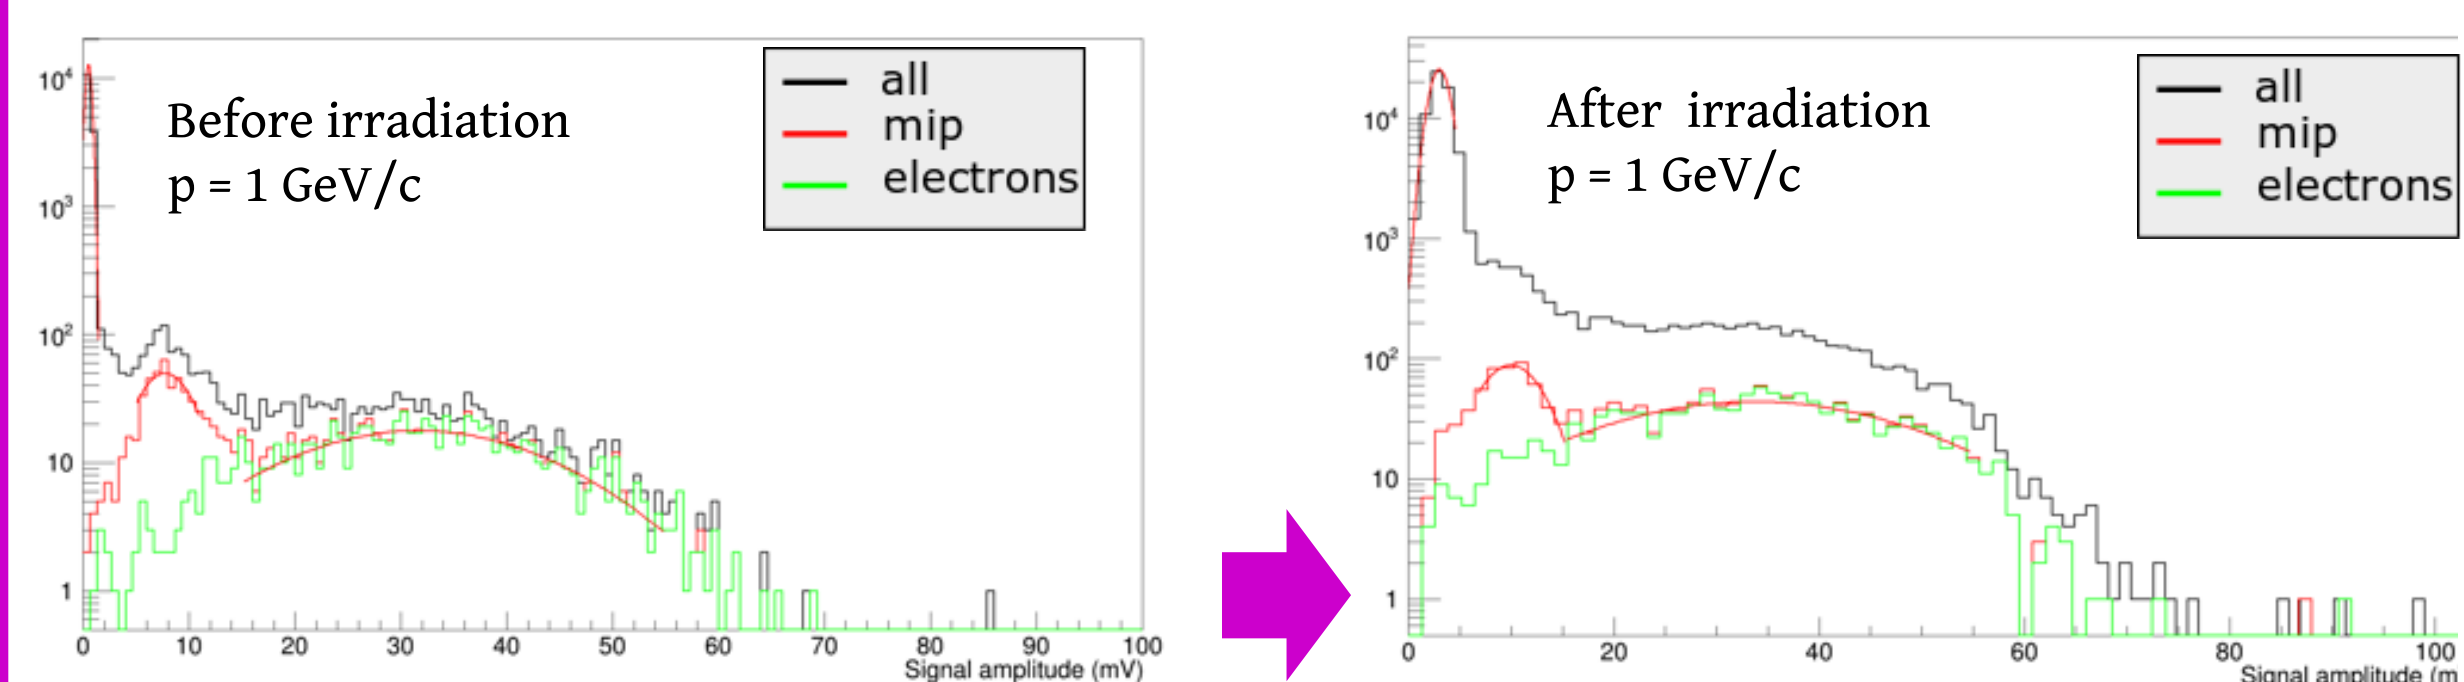 Before irradiation
p = 1 GeV/c
all
mip
electrons
10⁴
10³
10²
10
1
0 10 20 30 40 50 60 70 80 90 100
Signal amplitude (mV)
After irradiation
p = 1 GeV/c
all
mip
electrons
10⁴
10³
10²
10
1
0 20 40 60 80 100
Signal amplitude (m